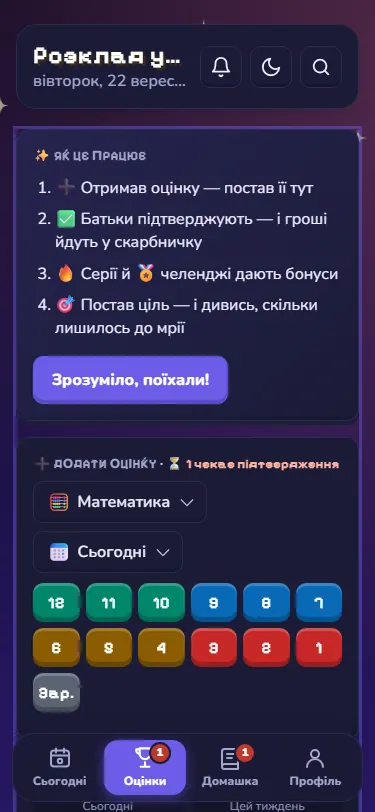 Розклад у...
вівторок, 22 верес...
✨ ЯК ЦЕ ПРАЦЮЄ
1. ➕ Отримав оцінку — постав її тут
2. ✅ Батьки підтверджують — і гроші
йдуть у скарбничку
3. 🔥 Серії й 🏅 челенджі дають бонуси
4. 🎯 Постав ціль — і дивись, скільки
лишилось до мрії
Зрозуміло, поїхали!
➕ ДОДАТИ ОЦІНКУ · ⏳ 1 чекає підтвердження
Математика
Сьогодні
12 11 10 9 8 7
6 5 4 3 2 1
Зар.
1 1
Сьогодні Оцінки Домашка Профіль
Сьогодні Цей тиждень